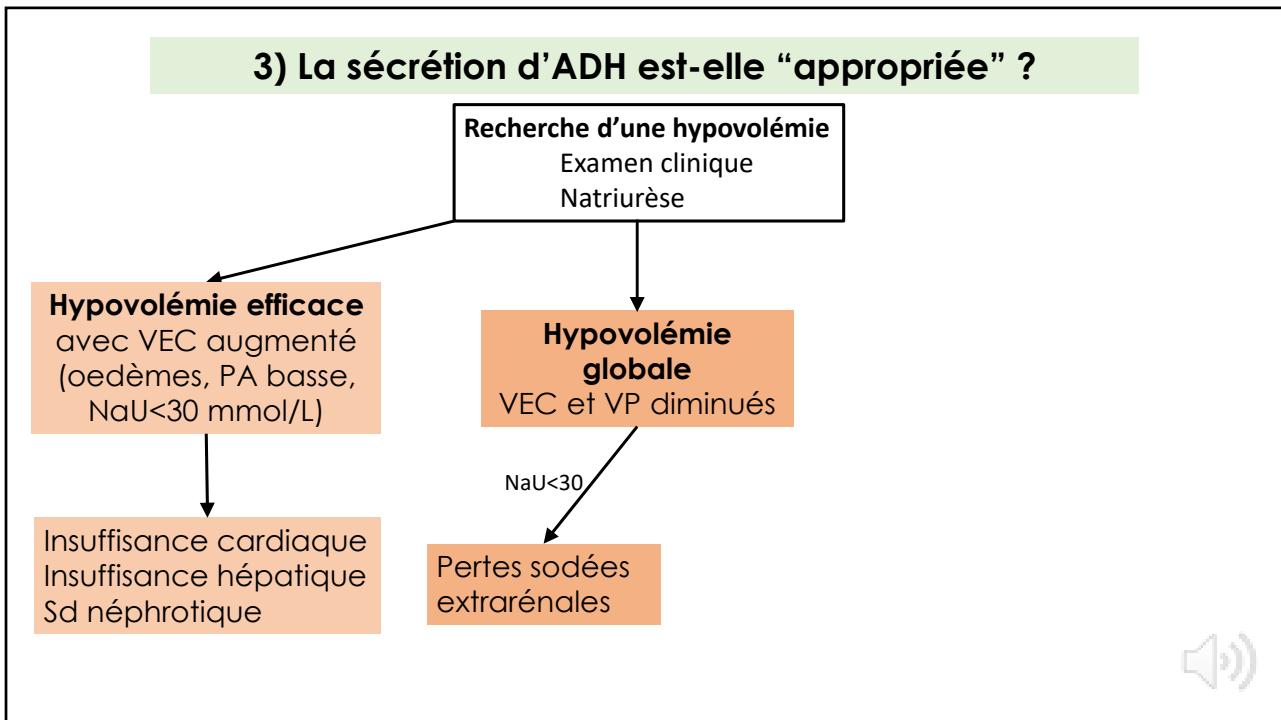 3) La sécrétion d’ADH est-elle “appropriée” ?
Recherche d’une hypovolémie
Examen clinique
Natriurèse
Hypovolémie efficace
avec VEC augmenté
(oedèmes, PA basse,
NaU<30 mmol/L)
Hypovolémie
globale
VEC et VP diminués
NaU<30
Insuffisance cardiaque
Insuffisance hépatique
Sd néphrotique
Pertes sodées
extrarénales